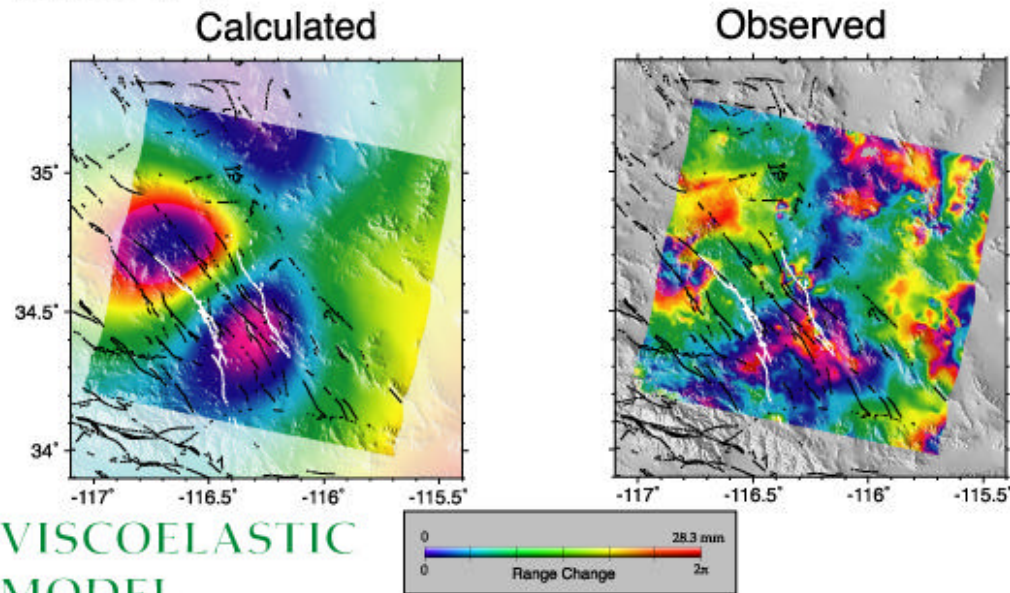 Calculated
Observed
35°
34.5°
34°
-117° -116.5° -116° -115.5°
-117° -116.5° -116° -115.5°
VISCOELASTIC
MODEL
0 28.3 mm
0 Range Change 2π